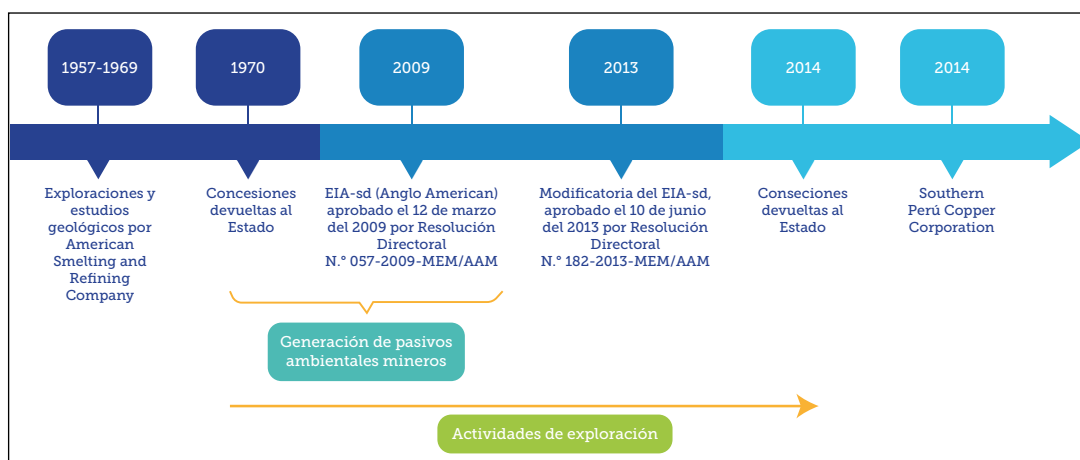 1957-1969
1970
2009
2013
2014
2014
Exploraciones y
estudios
geológicos por
American
Smelting and
Refining
Company
Concesiones
devueltas al
Estado
EIA-sd (Anglo American)
aprobado el 12 de marzo
del 2009 por Resolución
Directoral
N.° 057-2009-MEM/AAM
Modificatoria del EIA-sd,
aprobado el 10 de junio
del 2013 por Resolución
Directoral
N.° 182-2013-MEM/AAM
Conseciones
devueltas al
Estado
Southern
Perú Copper
Corporation
Generación de pasivos
ambientales mineros
Actividades de exploración